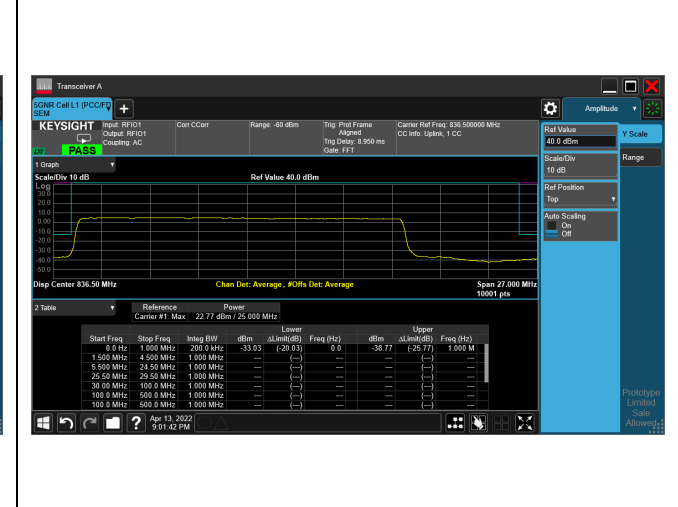 Transceiver A
5GNR Cell L1 (PCC/FD
SEM
+
KEYSIGHT
LXI
PASS
Input: RFIO1
Output: RFIO1
Coupling: AC
Corr CCorr
Range: -60 dBm
Trig: Prot Frame
Aligned
Trig Delay: 8.950 ms
Gate: FFT
Carrier Ref Freq: 836.500000 MHz
CC Info: Uplink, 1 CC
1 Graph
Scale/Div 10 dB
Ref Value 40.0 dBm
Log
30.0
20.0
10.0
0.00
-10.0
-20.0
-30.0
-40.0
-50.0
Disp Center 836.50 MHz
Chan Det: Average , #Offs Det: Average
Span 27.000 MHz
10001 pts
2 Table
Reference Power
Carrier #1: Max 22.77 dBm / 25.000 MHz
Lower Upper
Start Freq Stop Freq Integ BW dBm ΔLimit(dB) Freq (Hz) dBm ΔLimit(dB) Freq (Hz)
0.0 Hz 1.000 MHz 200.0 kHz -33.03 (-20.03) 0.0 -38.77 (-25.77) 1.000 M
1.500 MHz 4.500 MHz 1.000 MHz --- (---) --- --- (---) ---
5.500 MHz 24.50 MHz 1.000 MHz --- (---) --- --- (---) ---
25.50 MHz 29.50 MHz 1.000 MHz --- (---) --- --- (---) ---
30.00 MHz 100.0 MHz 1.000 MHz --- (---) --- --- (---) ---
100.0 MHz 500.0 MHz 1.000 MHz --- (---) --- --- (---) ---
100.0 MHz 500.0 MHz 1.000 MHz --- (---) --- --- (---) ---
?
Apr 13, 2022
9:01:42 PM
Amplitude
Ref Value
40.0 dBm
Scale/Div
10 dB
Ref Position
Top
Auto Scaling
On
Off
Y Scale
Range
Prototype
Limited
Sale
Allowed